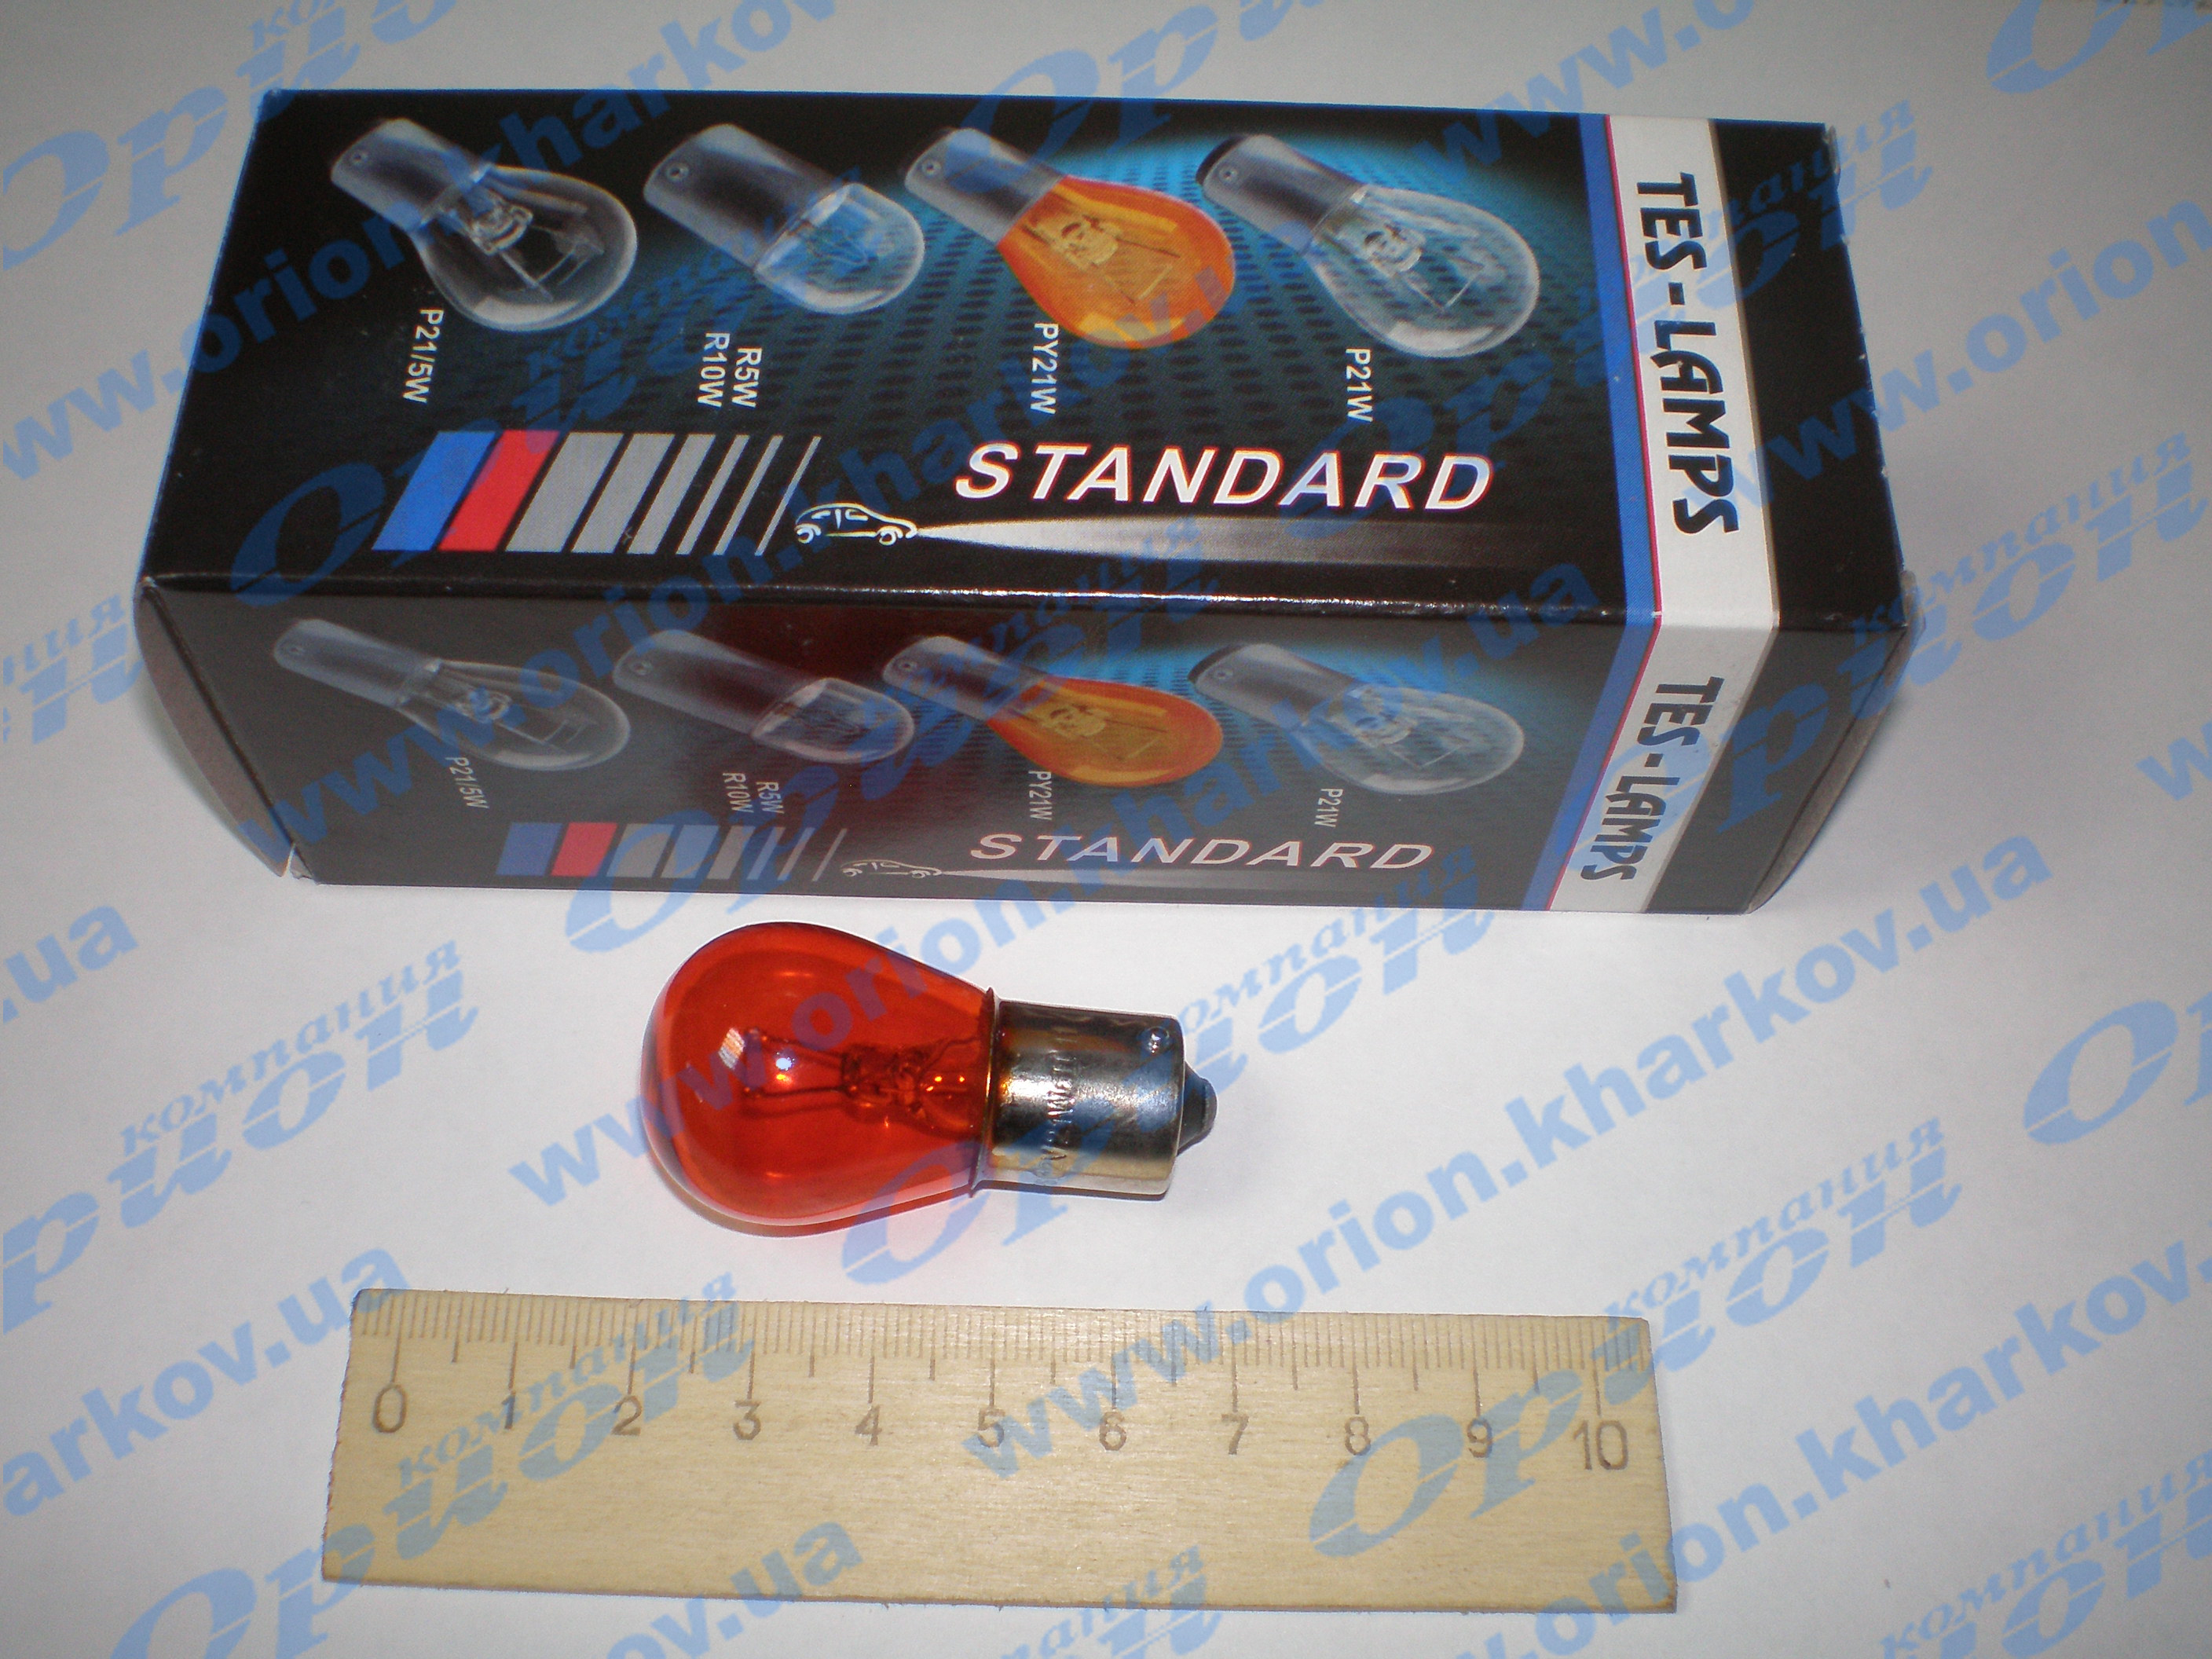 P21/5W
R5W
R10W
PY21W
P21W
STANDARD
TES-LAMPS
P21/5W
R5W
R10W
PY21W
P21W
STANDARD
TES-LAMPS
0 1 2 3 4 5 6 7 8 9 10
компания
Орион
www.orion.kharkov.ua